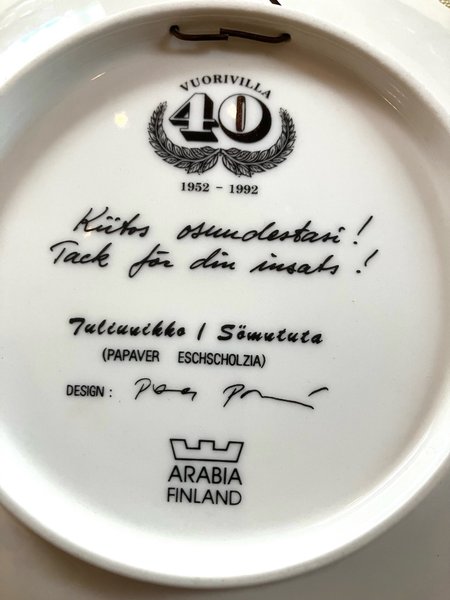 VUORIVILLA
40
1952 - 1992
Kiitos osuudestasi!
Tack för din insats!
Tuliunikko / Sömntuta
(PAPAVER ESCHSCHOLZIA)
DESIGN:
ARABIA
FINLAND